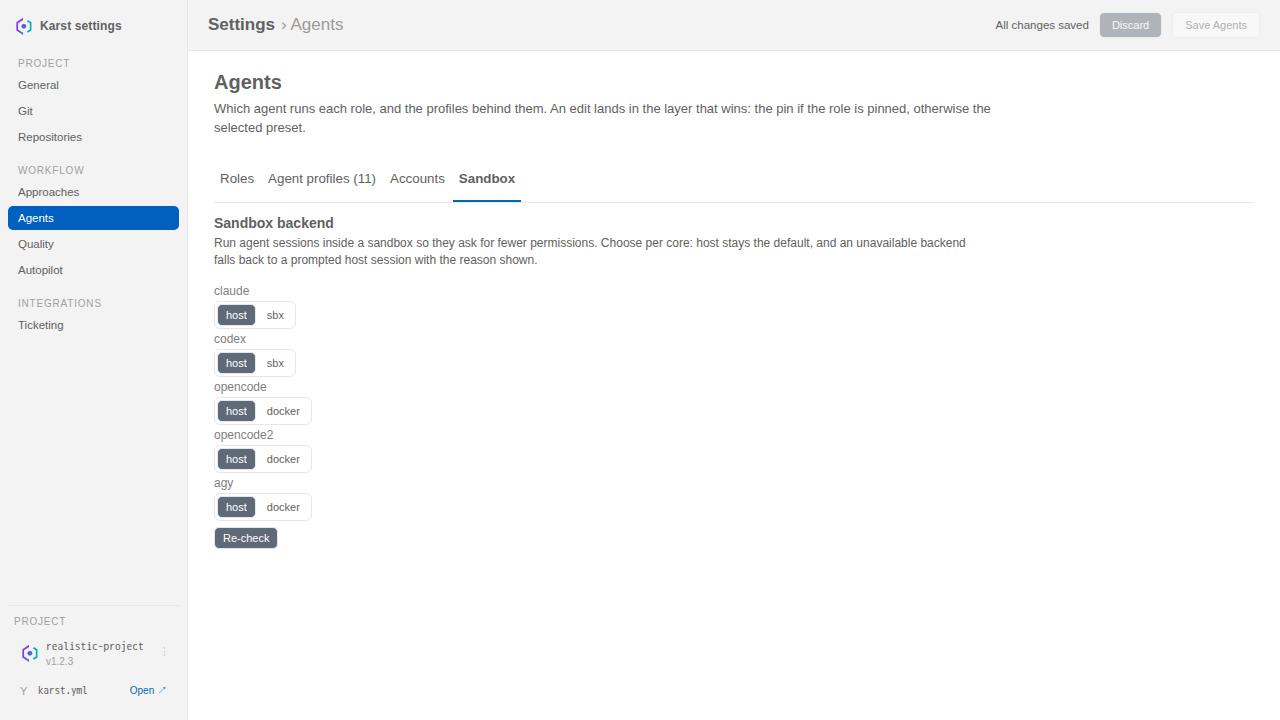 Karst settings
Settings › Agents
All changes saved
Discard
Save Agents
PROJECT
General
Git
Repositories
WORKFLOW
Approaches
Agents
Quality
Autopilot
INTEGRATIONS
Ticketing
Agents
Which agent runs each role, and the profiles behind them. An edit lands in the layer that wins: the pin if the role is pinned, otherwise the
selected preset.
Roles Agent profiles (11) Accounts Sandbox
Sandbox backend
Run agent sessions inside a sandbox so they ask for fewer permissions. Choose per core: host stays the default, and an unavailable backend
falls back to a prompted host session with the reason shown.
claude
host sbx
codex
host sbx
opencode
host docker
opencode2
host docker
agy
host docker
Re-check
PROJECT
realistic-project
v1.2.3
Y karst.yml Open ↗